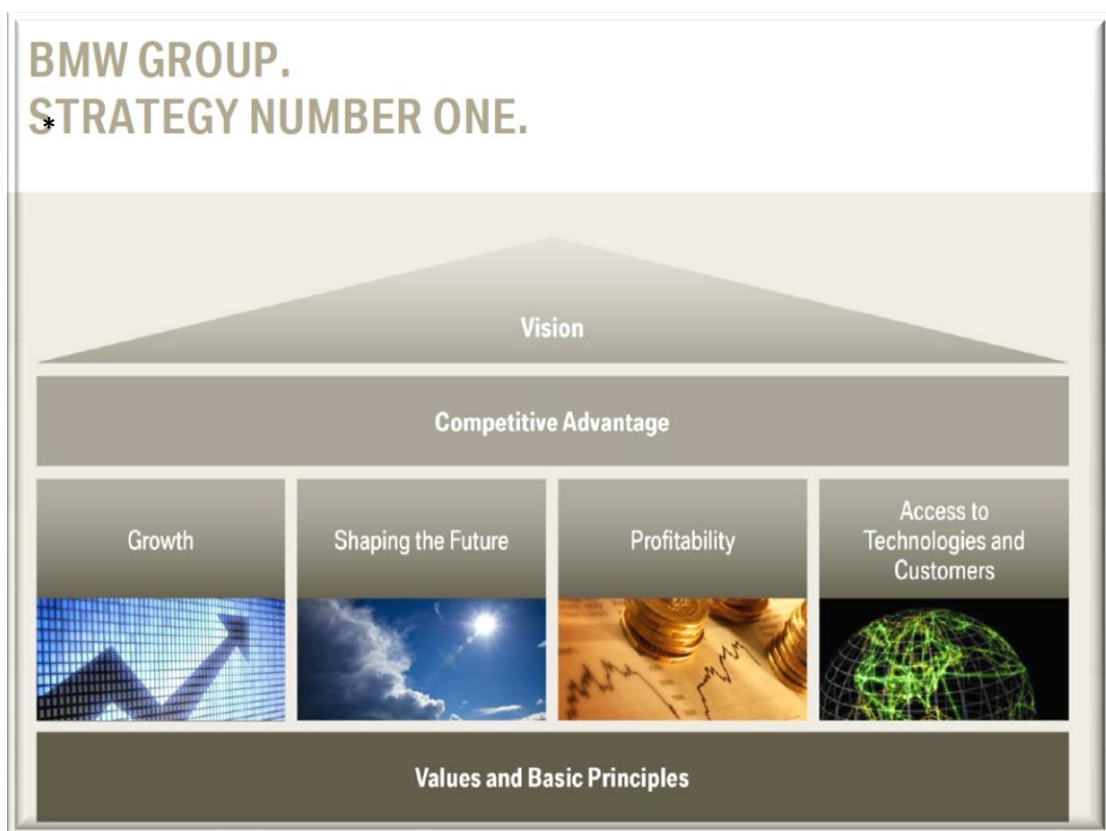 BMW GROUP.
STRATEGY NUMBER ONE.
*
Vision
Competitive Advantage
Growth
Shaping the Future
Profitability
Access to
Technologies and
Customers
Values and Basic Principles